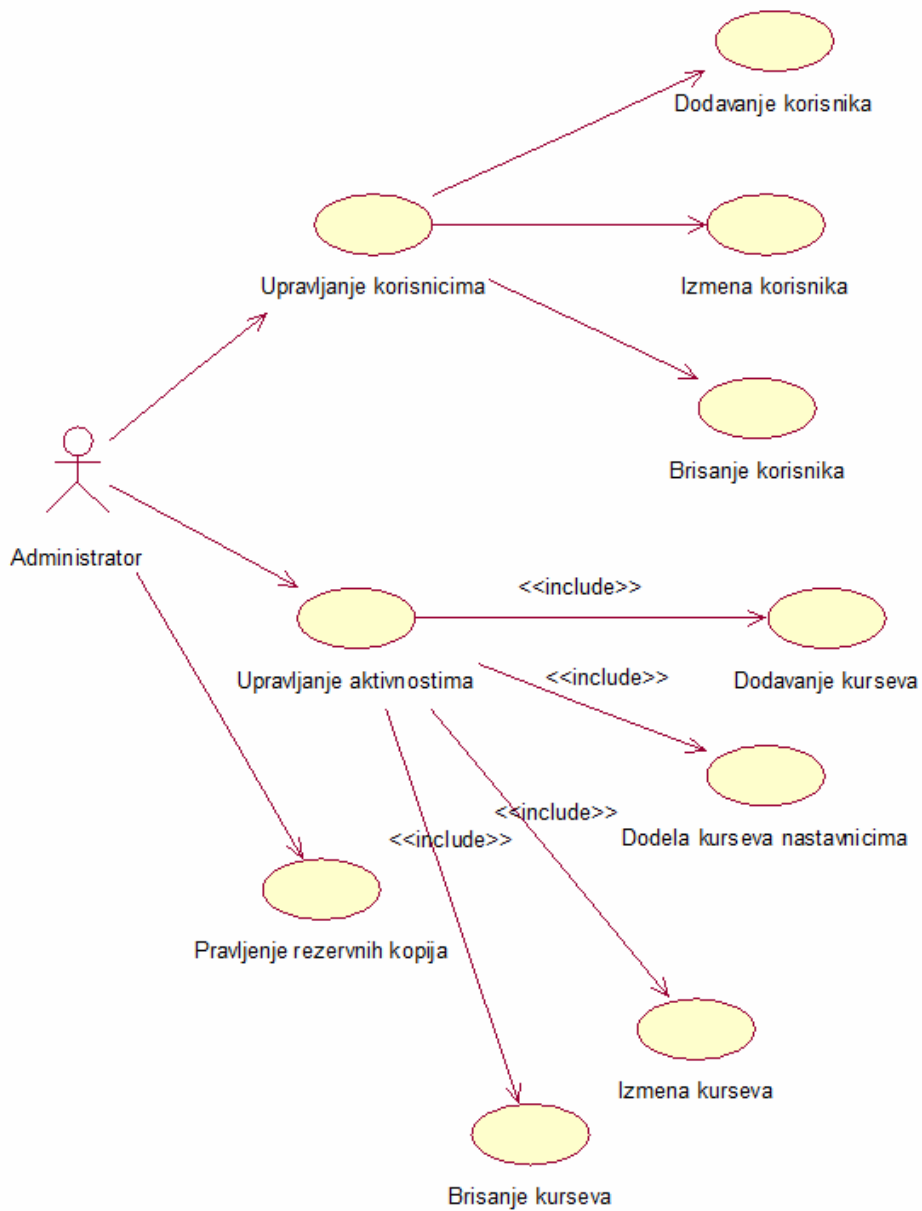 Dodavanje korisnika
Upravljanje korisnicima
Izmena korisnika
Brisanje korisnika
Administrator
<<include>>
Upravljanje aktivnostima
<<include>>
Dodavanje kurseva
<<include>>
<<include>>
Dodela kurseva nastavnicima
Pravljenje rezervnih kopija
Izmena kurseva
Brisanje kurseva